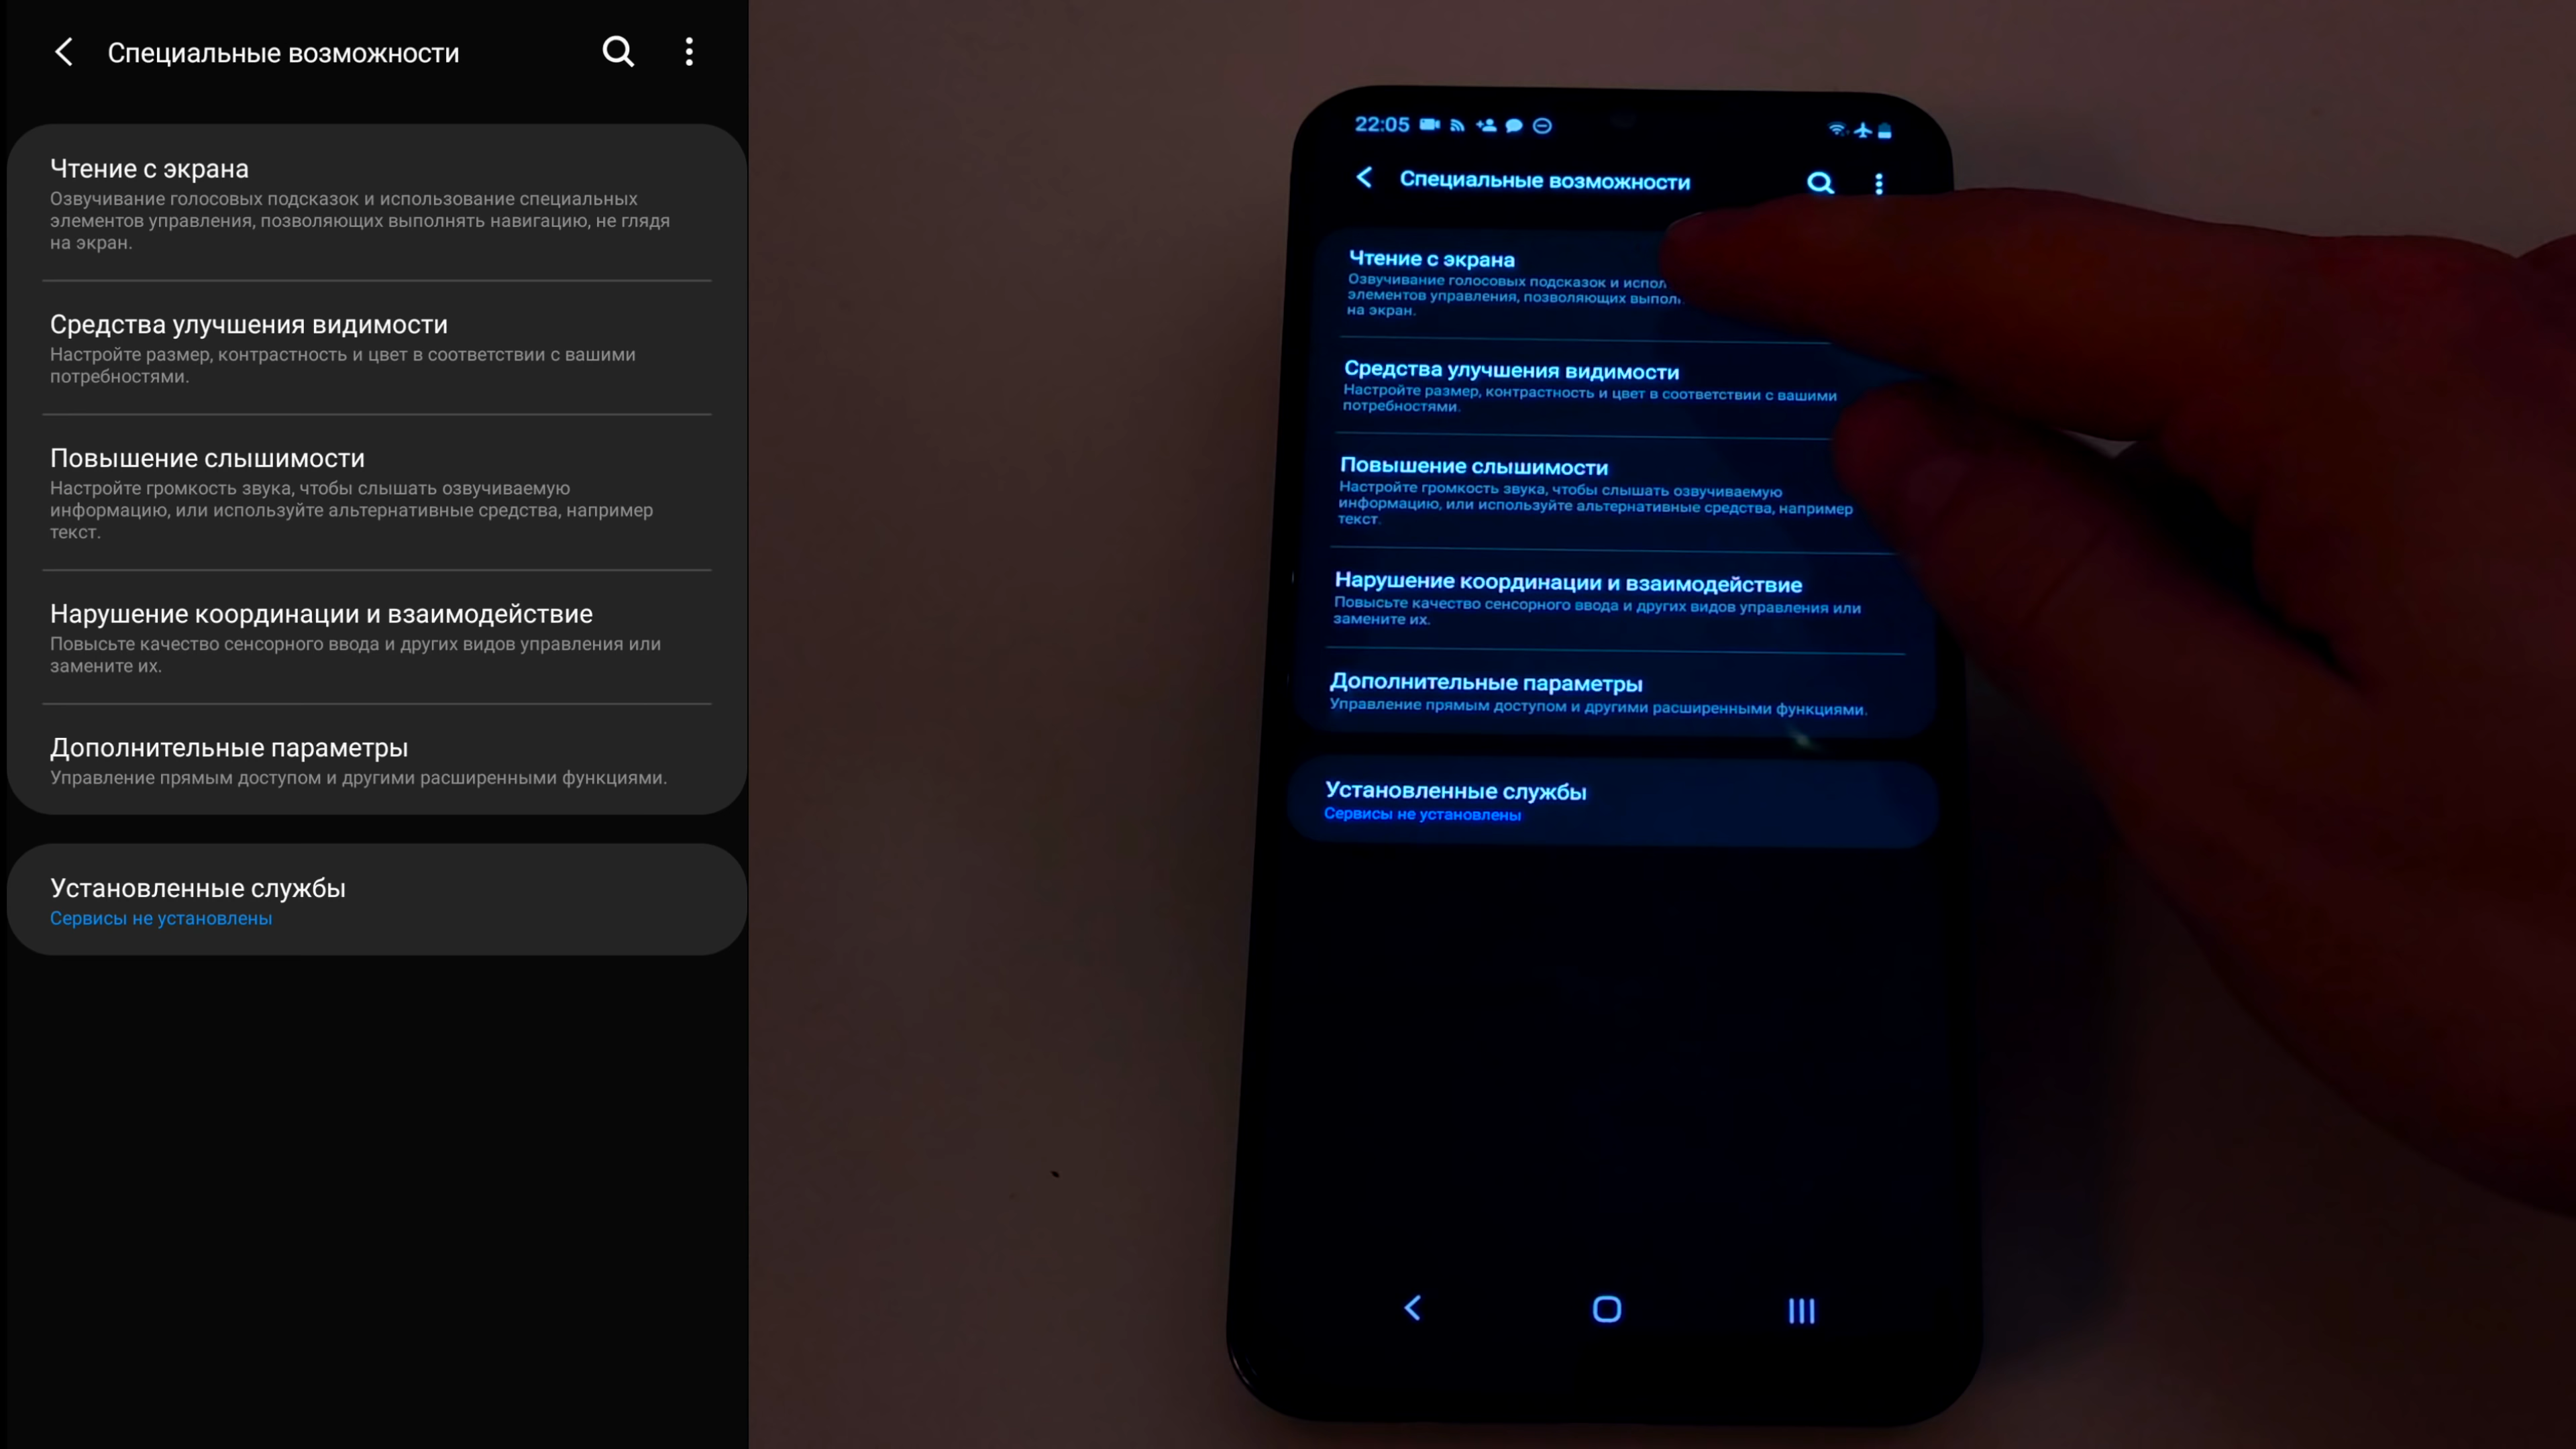 Специальные возможности
Чтение с экрана
Озвучивание голосовых подсказок и использование специальных
элементов управления, позволяющих выполнять навигацию, не глядя
на экран.
Средства улучшения видимости
Настройте размер, контрастность и цвет в соответствии с вашими
потребностями.
Повышение слышимости
Настройте громкость звука, чтобы слышать озвучиваемую
информацию, или используйте альтернативные средства, например
текст.
Нарушение координации и взаимодействие
Повысьте качество сенсорного ввода и других видов управления или
замените их.
Дополнительные параметры
Управление прямым доступом и другими расширенными функциями.
Установленные службы
Сервисы не установлены
22:05
Специальные возможности
Чтение с экрана
Озвучивание голосовых подсказок и испол
элементов управления, позволяющих выпол
на экран.
Средства улучшения видимости
Настройте размер, контрастность и цвет в соответствии с вашими
потребностями.
Повышение слышимости
Настройте громкость звука, чтобы слышать озвучиваемую
информацию, или используйте альтернативные средства, например
текст.
Нарушение координации и взаимодействие
Повысьте качество сенсорного ввода и других видов управления или
замените их.
Дополнительные параметры
Управление прямым доступом и другими расширенными функциями.
Установленные службы
Сервисы не установлены